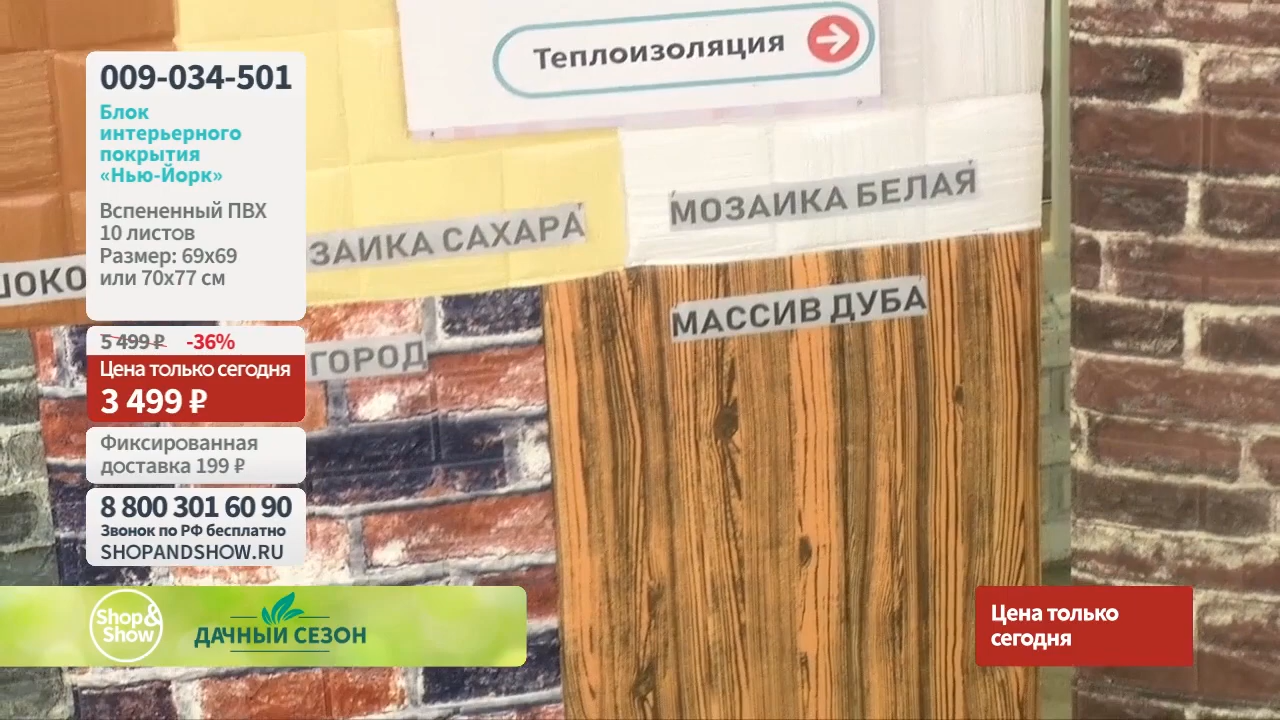 Теплоизоляция
009-034-501
Блок
интерьерного
покрытия
«Нью-Йорк»
Вспененный ПВХ
10 листов
Размер: 69х69
или 70х77 см
МОЗАИКА БЕЛАЯ
ЗАИКА САХАРА
ШОКО
МАССИВ ДУБА
ГОРОД
5 499 ₽ -36%
Цена только сегодня
3 499 ₽
Фиксированная
доставка 199 ₽
8 800 301 60 90
Звонок по РФ бесплатно
SHOPANDSHOW.RU
Shop&
Show
ДАЧНЫЙ СЕЗОН
Цена только
сегодня